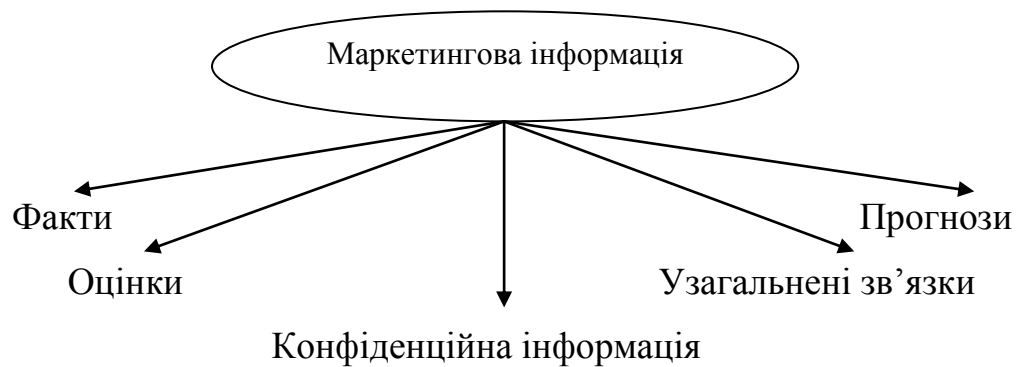 Маркетингова інформація
Факти
Прогнози
Оцінки
Узагальнені зв’язки
Конфіденційна інформація